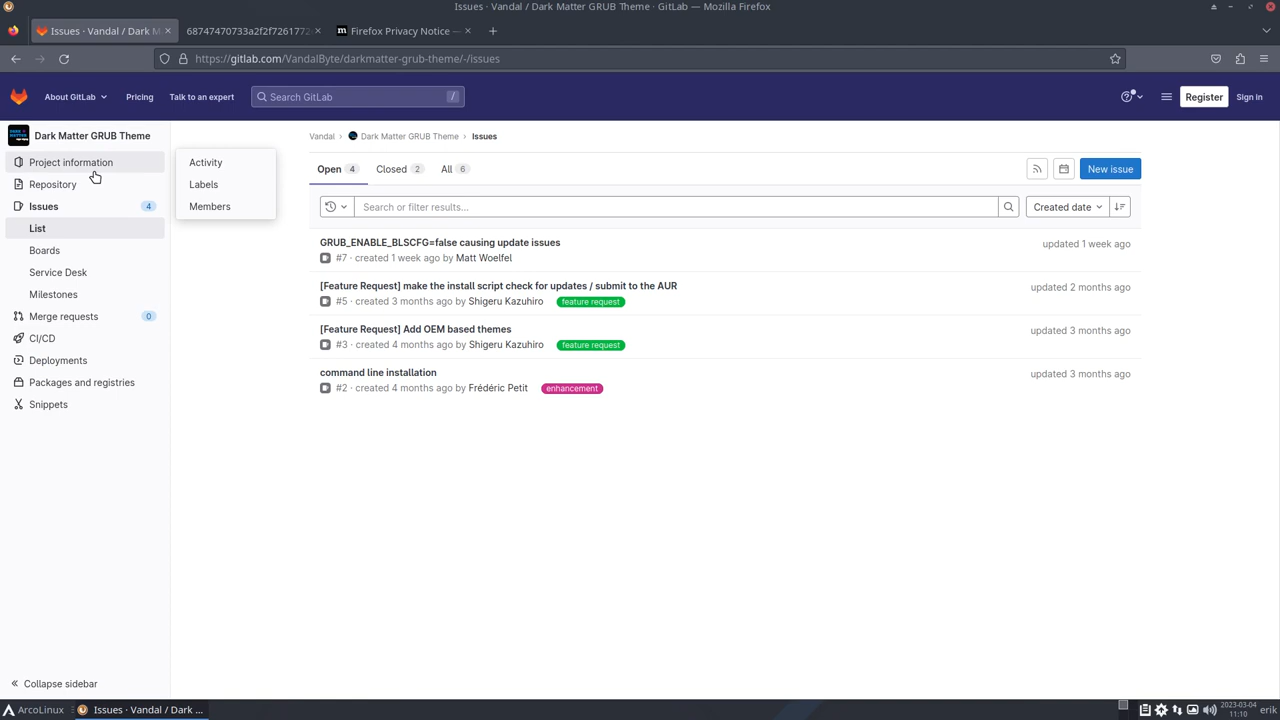 Issues · Vandal / Dark Matter GRUB Theme · GitLab — Mozilla Firefox
Issues · Vandal / Dark M
68747470733a2f2f7261772
Firefox Privacy Notice —
https://gitlab.com/VandalByte/darkmatter-grub-theme/-/issues
About GitLab
Pricing
Talk to an expert
Search GitLab
/
Register
Sign In
Dark Matter GRUB Theme
Project information
Repository
Issues 4
List
Boards
Service Desk
Milestones
Merge requests 0
CI/CD
Deployments
Packages and registries
Snippets
Collapse sidebar
Activity
Labels
Members
Vandal › Dark Matter GRUB Theme › Issues
Open 4 Closed 2 All 6
New issue
Search or filter results...
Created date
GRUB_ENABLE_BLSCFG=false causing update issues
updated 1 week ago
#7 · created 1 week ago by Matt Woelfel
[Feature Request] make the install script check for updates / submit to the AUR
updated 2 months ago
#5 · created 3 months ago by Shigeru Kazuhiro feature request
[Feature Request] Add OEM based themes
updated 3 months ago
#3 · created 4 months ago by Shigeru Kazuhiro feature request
command line installation
updated 3 months ago
#2 · created 4 months ago by Frédéric Petit enhancement
ArcoLinux
Issues · Vandal / Dark ...
2023-03-04
11:10
erik